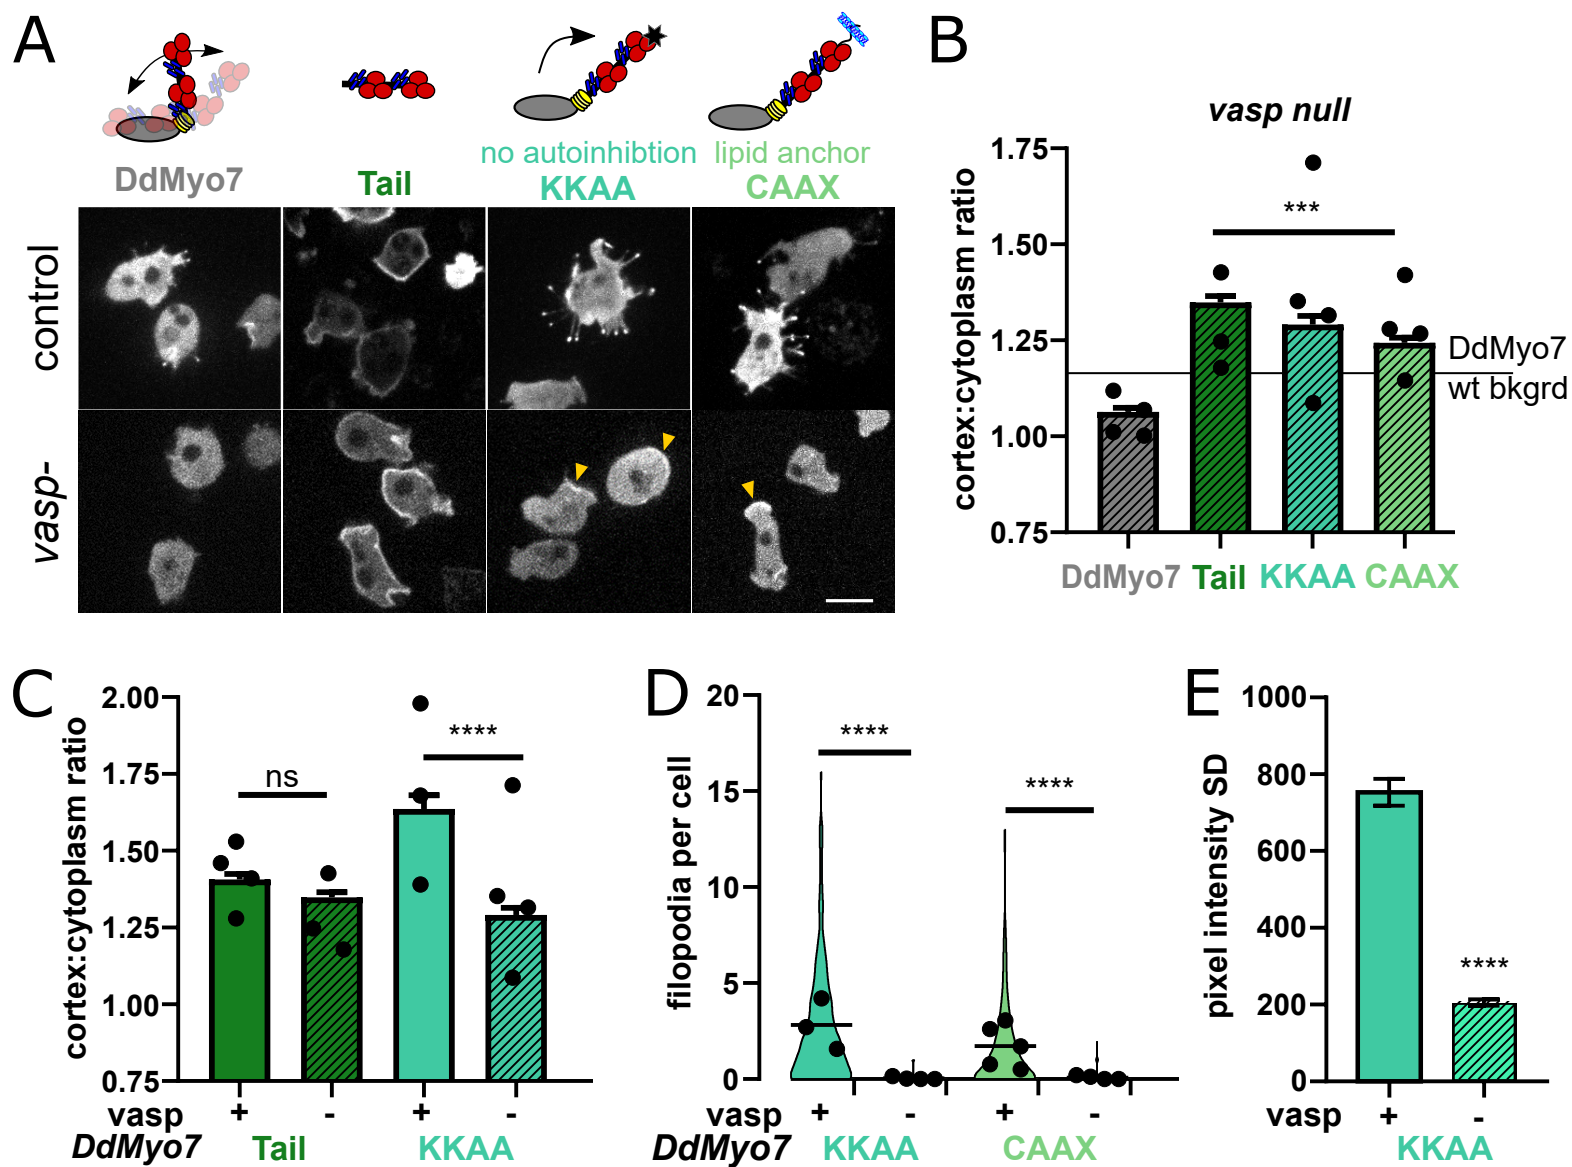 A
DdMyo7
Tail
no autoinhibtion
KKAA
lipid anchor
CAAX
control
vasp-
B
vasp null
cortex:cytoplasm ratio
1.75
1.50
1.25
1.00
0.75
***
DdMyo7
wt bkgrd
DdMyo7 Tail KKAA CAAX
C
cortex:cytoplasm ratio
2.00
1.75
1.50
1.25
1.00
0.75
ns
****
vasp + - + -
DdMyo7 Tail KKAA
D
filopodia per cell
20
15
10
5
0
****
****
vasp + - + -
DdMyo7 KKAA CAAX
E
pixel intensity SD
1000
800
600
400
200
0
****
vasp + -
KKAA